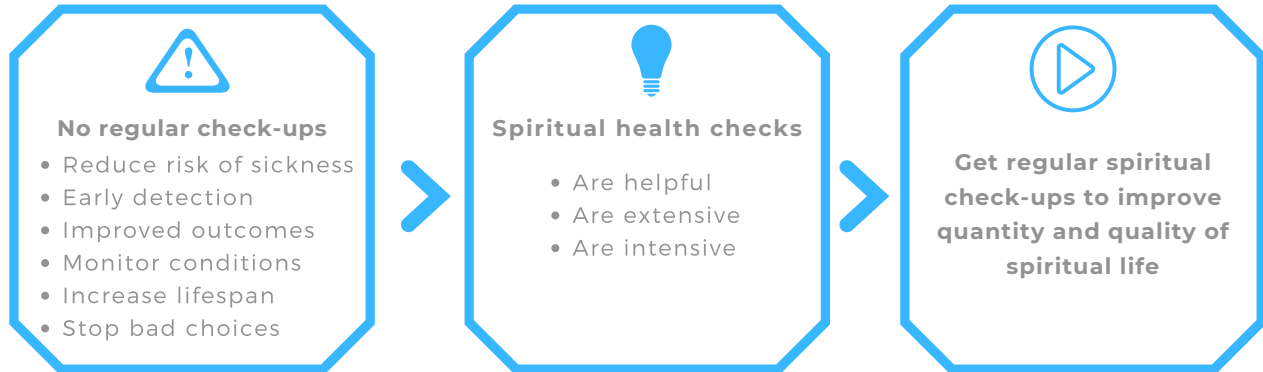 No regular check-ups
• Reduce risk of sickness
• Early detection
• Improved outcomes
• Monitor conditions
• Increase lifespan
• Stop bad choices
Spiritual health checks
• Are helpful
• Are extensive
• Are intensive
Get regular spiritual
check-ups to improve
quantity and quality of
spiritual life